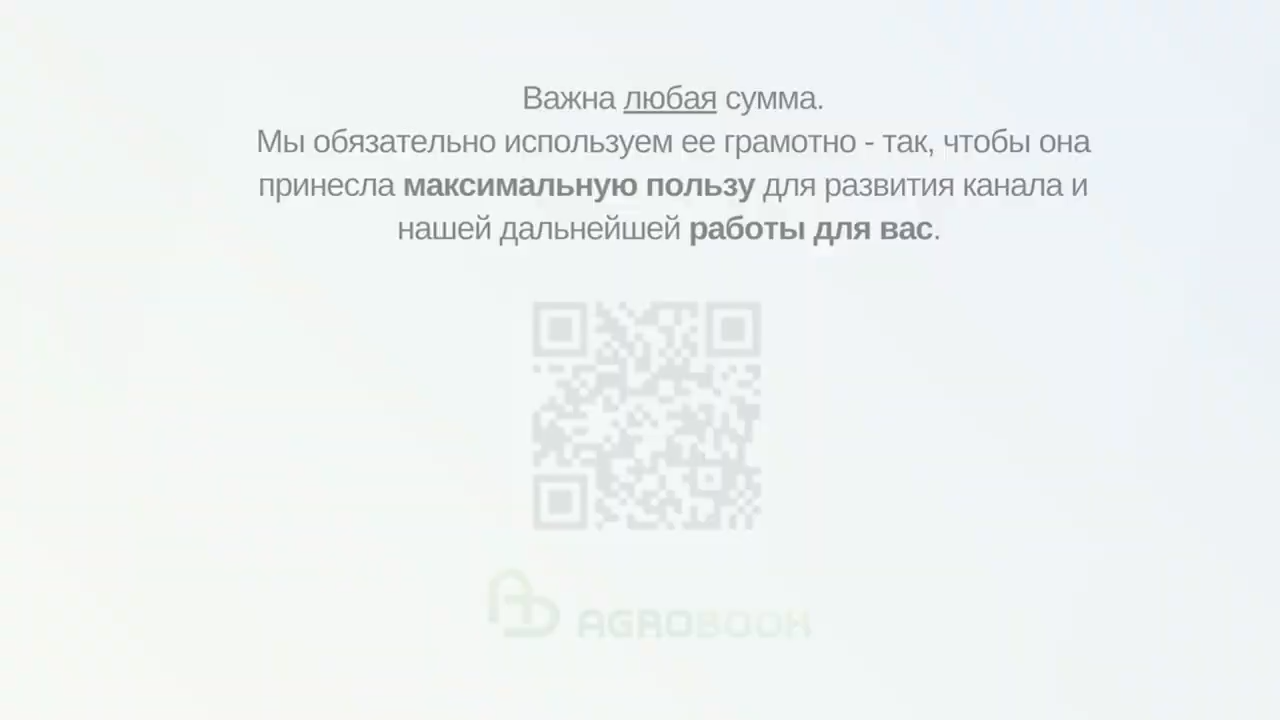 Важна любая сумма.
Мы обязательно используем ее грамотно - так, чтобы она
принесла максимальную пользу для развития канала и
нашей дальнейшей работы для вас.
AGROBOOK